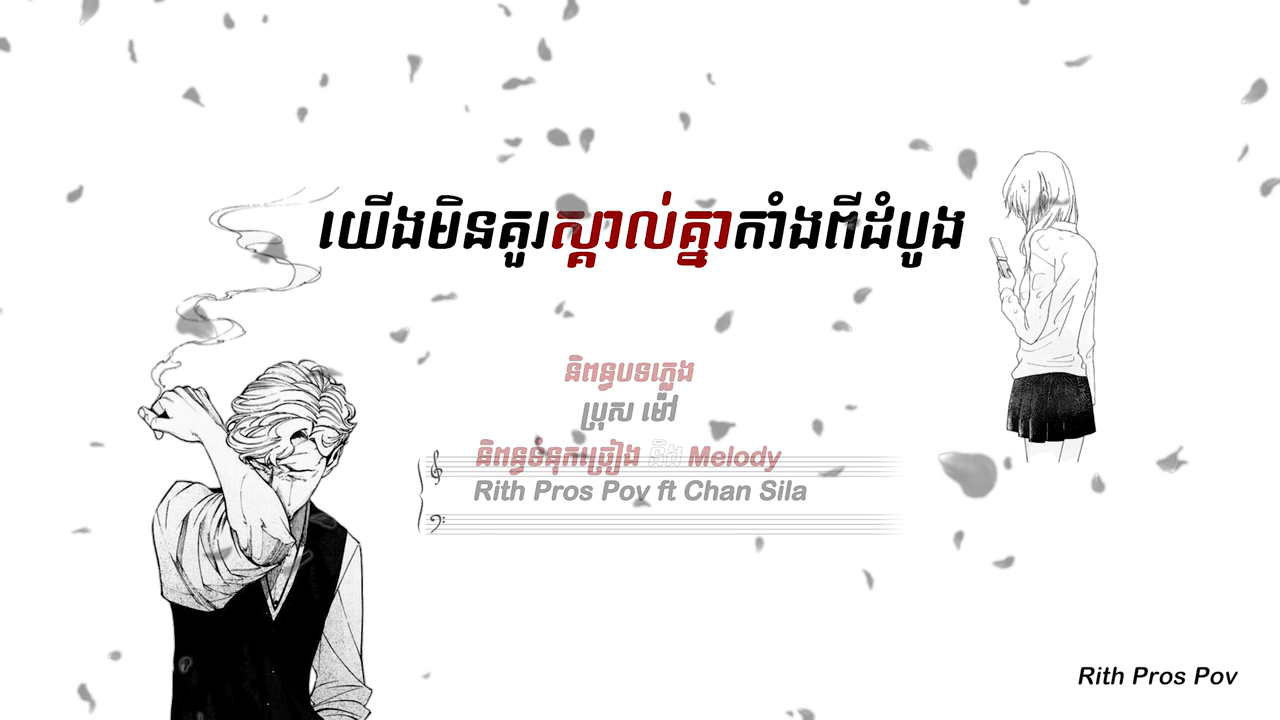 យើងមិនគួរស្គាល់គ្នាតាំងពីដំបូង
និពន្ធបទភ្លេង
ប្រុស ម៉ៅ
និពន្ធទំនុកច្រៀង និង Melody
Rith Pros Pov ft Chan Sila
Rith Pros Pov